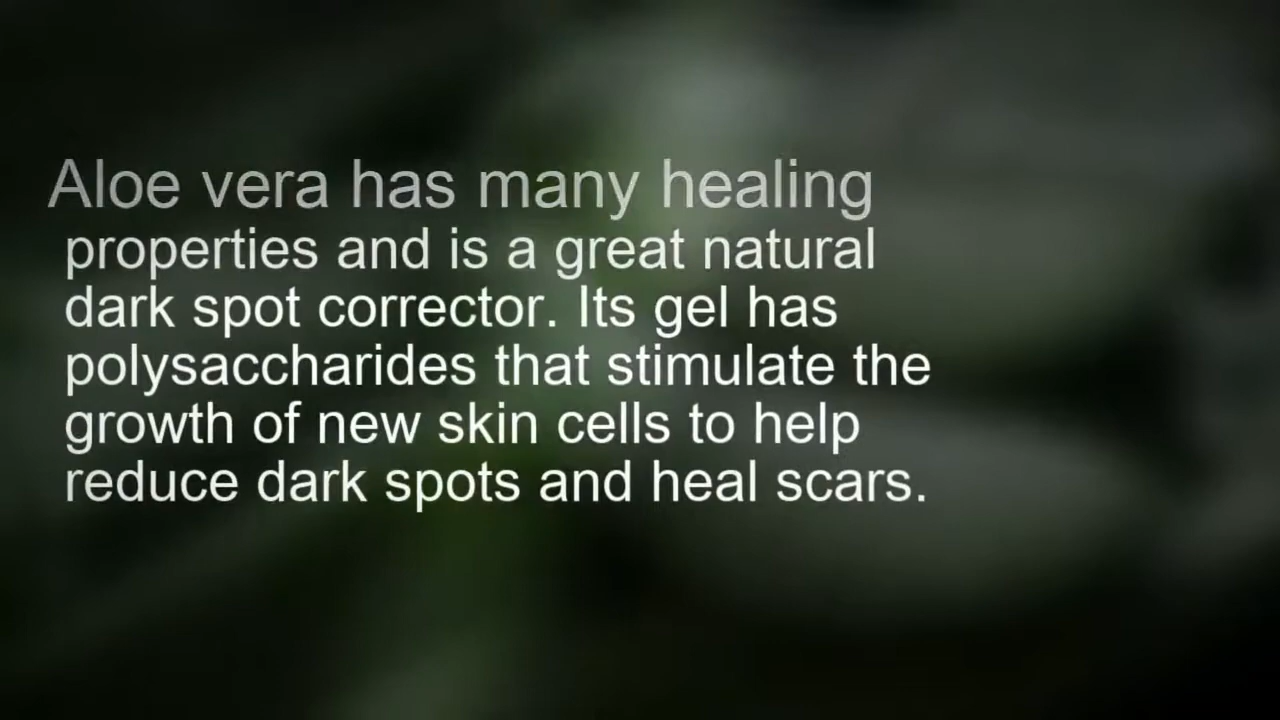 Aloe vera has many healing
properties and is a great natural
dark spot corrector. Its gel has
polysaccharides that stimulate the
growth of new skin cells to help
reduce dark spots and heal scars.